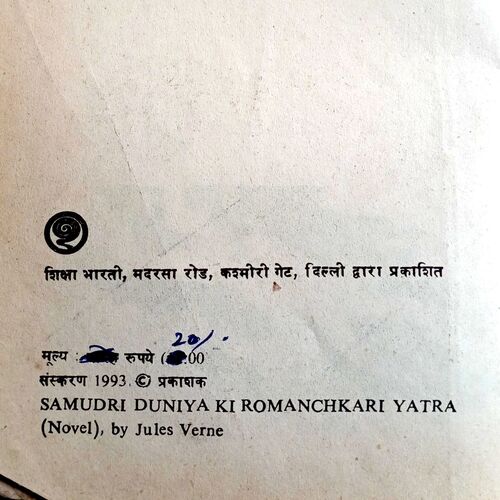 शिक्षा भारती, मदरसा रोड, कश्मीरी गेट, दिल्ली द्वारा प्रकाशित
20/-
मूल्य : रुपये ( .00
संस्करण 1993 © प्रकाशक
SAMUDRI DUNIYA KI ROMANCHKARI YATRA
(Novel), by Jules Verne